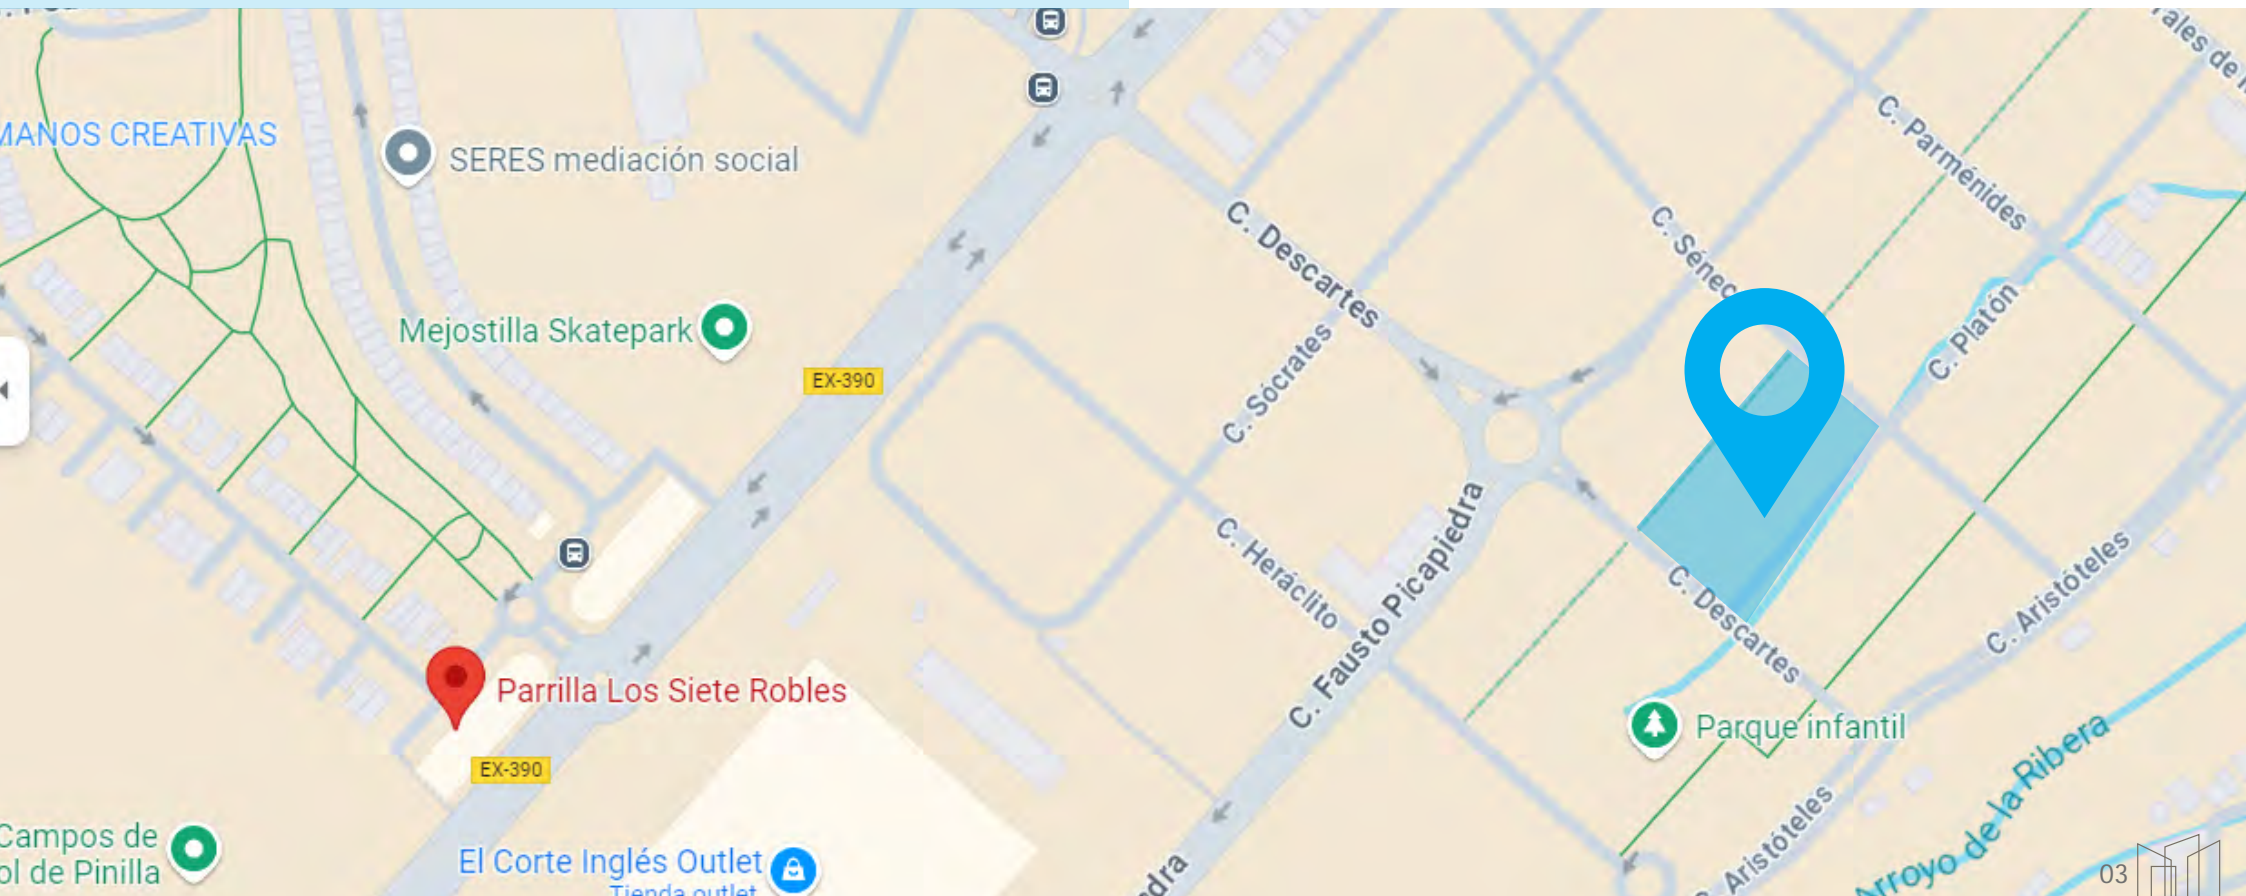 MANOS CREATIVAS
SERES mediación social
Mejostilla Skatepark
EX-390
C. Descartes
C. Sócrates
C. Parménides
C. Platón
C. Heráclito
C. Fausto Picapiedra
C. Descartes
C. Aristóteles
Parrilla Los Siete Robles
EX-390
Parque infantil
Arroyo de la Ribera
C. Aristóteles
Campos de
ol de Pinilla
El Corte Inglés Outlet
Tienda outlet
03